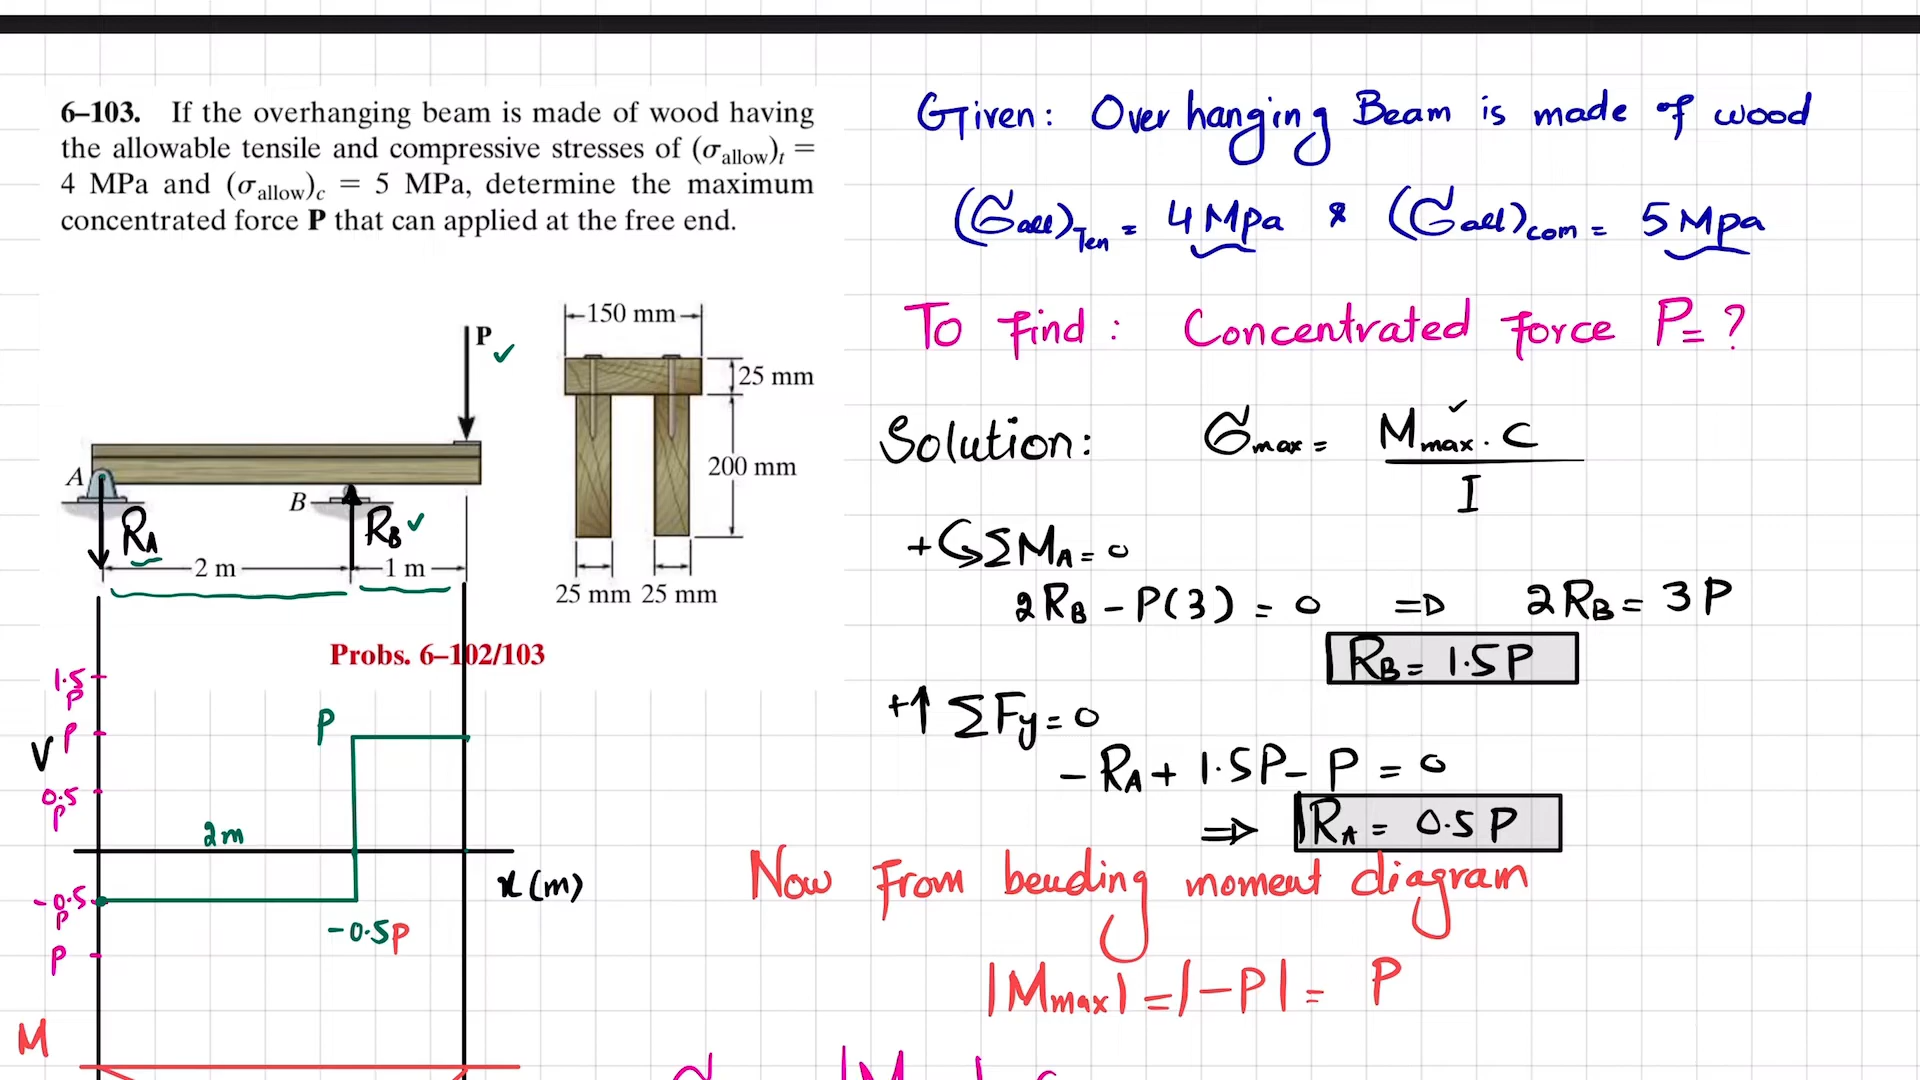 6–103. If the overhanging beam is made of wood having
the allowable tensile and compressive stresses of (σallow)t =
4 MPa and (σallow)c = 5 MPa, determine the maximum
concentrated force P that can applied at the free end.
P ✓
150 mm
25 mm
200 mm
A
B
RA
RB ✓
2 m
1 m
25 mm 25 mm
Probs. 6–102/103
1.5 P
P
V
P
0.5 P
2m
x(m)
-0.5 P
-0.5P
P
M
Given: Over hanging Beam is made of wood
(σall)Ten = 4 Mpa & (σall)com = 5 Mpa
To find: Concentrated force P = ?
Solution: σmax = Mmax . C / I
+↺ΣMA = 0
2RB - P(3) = 0 ⇒ 2RB = 3P
RB = 1.5P
+↑ ΣFy = 0
- RA + 1.5P - P = 0
⇒ RA = 0.5P
Now From bending moment diagram
|Mmax| = |-P| = P